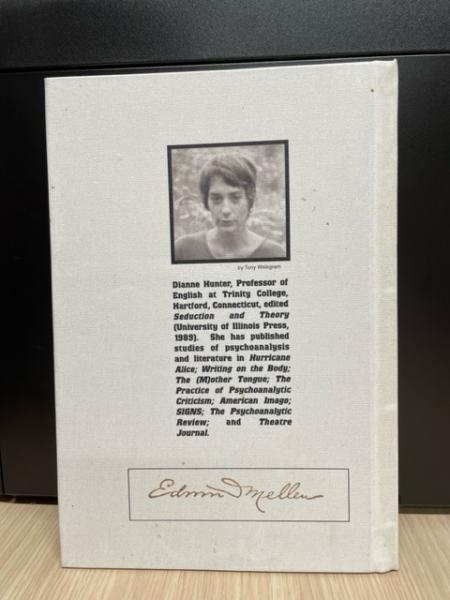 by Tony Weisgram
Dianne Hunter, Professor of
English at Trinity College,
Hartford, Connecticut, edited
Seduction and Theory
(University of Illinois Press,
1989). She has published
studies of psychoanalysis
and literature in Hurricane
Alice; Writing on the Body;
The (M)other Tongue; The
Practice of Psychoanalytic
Criticism; American Imago;
SIGNS; The Psychoanalytic
Review; and Theatre
Journal.
Edwin Mellen